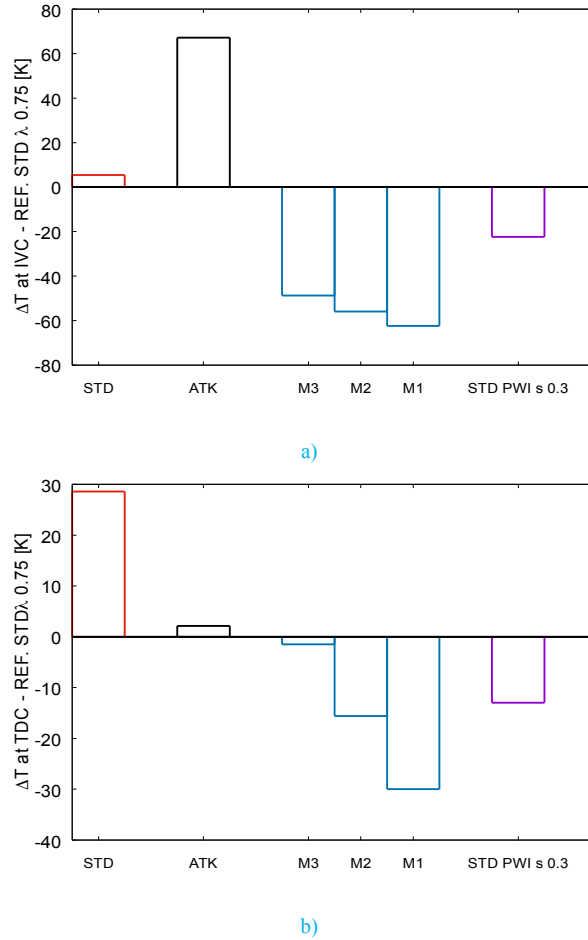 ΔT at IVC - REF. STD λ 0.75 [K]
80
60
40
20
0
-20
-40
-60
-80
STD ATK M3 M2 M1 STD PWI s 0.3
a)
ΔT at TDC - REF. STDλ 0.75 [K]
30
20
10
0
-10
-20
-30
-40
STD ATK M3 M2 M1 STD PWI s 0.3
b)